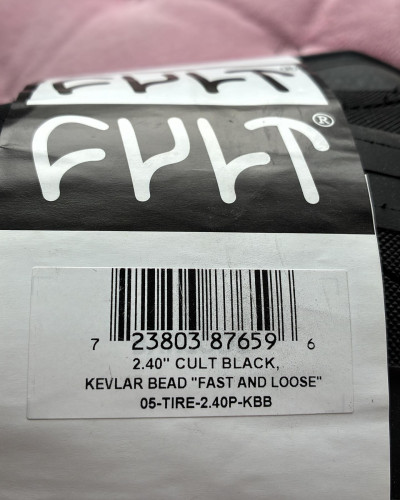 CULT
CULT®
7 23803 87659 6
2.40" CULT BLACK,
KEVLAR BEAD "FAST AND LOOSE"
05-TIRE-2.40P-KBB